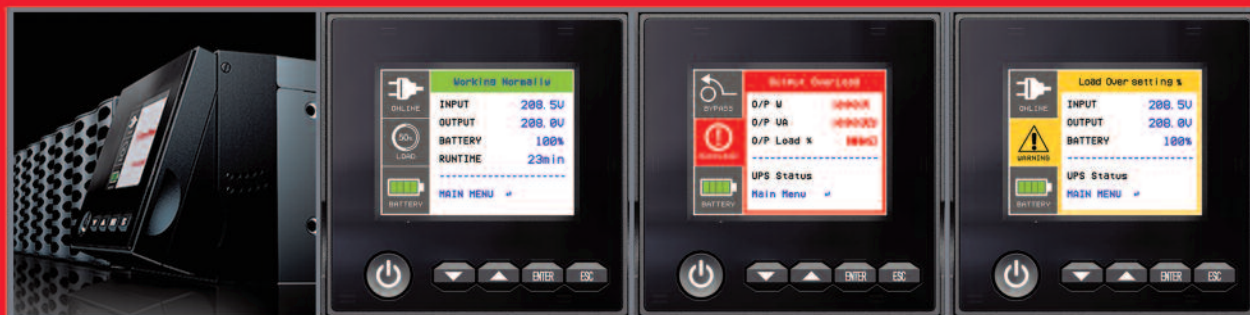 Working Normally
ONLINE
INPUT 208.5V
OUTPUT 208.0V
50%
LOAD
BATTERY 100%
RUNTIME 23min
BATTERY
MAIN MENU
ENTER
ESC
Output Overload
BYPASS
O/P W
O/P VA
O/P Load %
UPS Status
BATTERY
Main Menu
ENTER
ESC
Load Over setting %
ONLINE
INPUT 208.5V
OUTPUT 208.0V
BATTERY 100%
WARNING
UPS Status
BATTERY
MAIN MENU
ENTER
ESC